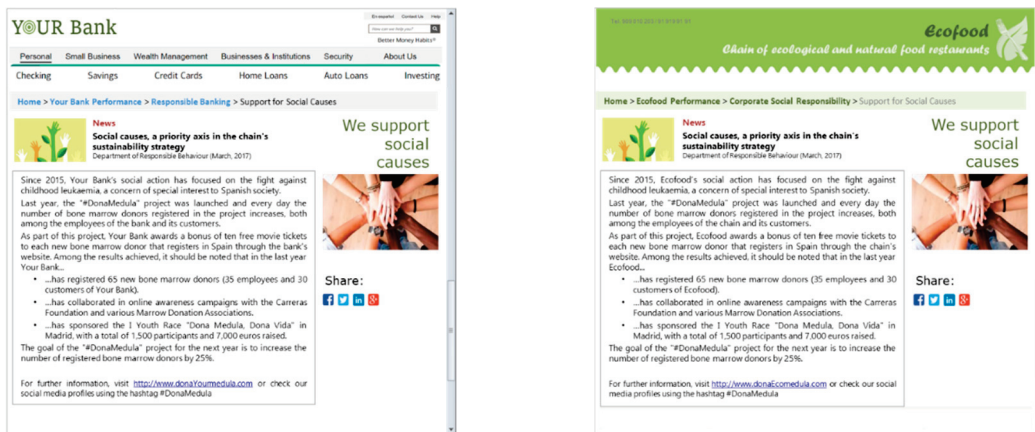 YOUR Bank
En español Contact Us Help
How can we help you?
Better Money Habits®
Personal Small Business Wealth Management Businesses & Institutions Security About Us
Checking Savings Credit Cards Home Loans Auto Loans Investing
Home > Your Bank Performance > Responsible Banking > Support for Social Causes
News
Social causes, a priority axis in the chain's
sustainability strategy
Department of Responsible Behaviour (March, 2017)
We support
social
causes
Since 2015, Your Bank's social action has focused on the fight against
childhood leukaemia, a concern of special interest to Spanish society.
Last year, the "#DonaMedula" project was launched and every day the
number of bone marrow donors registered in the project increases, both
among the employees of the bank and its customers.
As part of this project, Your Bank awards a bonus of ten free movie tickets
to each new bone marrow donor that registers in Spain through the bank's
website. Among the results achieved, it should be noted that in the last year
Your Bank...
• ...has registered 65 new bone marrow donors (35 employees and 30
customers of Your Bank).
• ...has collaborated in online awareness campaigns with the Carreras
Foundation and various Marrow Donation Associations.
• ...has sponsored the I Youth Race "Dona Medula, Dona Vida" in
Madrid, with a total of 1,500 participants and 7,000 euros raised.
The goal of the "#DonaMedula" project for the next year is to increase the
number of registered bone marrow donors by 25%.
For further information, visit http://www.donaYourmedula.com or check our
social media profiles using the hashtag #DonaMedula
Share:
Ecofood
Chain of ecological and natural food restaurants
Home > Ecofood Performance > Corporate Social Responsibility > Support for Social Causes
News
Social causes, a priority axis in the chain's
sustainability strategy
Department of Responsible Behaviour (March, 2017)
We support
social
causes
Since 2015, Ecofood's social action has focused on the fight against
childhood leukaemia, a concern of special interest to Spanish society.
Last year, the "#DonaMedula" project was launched and every day the
number of bone marrow donors registered in the project increases, both
among the employees of the chain and its customers.
As part of this project, Ecofood awards a bonus of ten free movie tickets
to each new bone marrow donor that registers in Spain through the chain's
website. Among the results achieved, it should be noted that in the last year
Ecofood...
• ...has registered 65 new bone marrow donors (35 employees and 30
customers of Ecofood).
• ...has collaborated in online awareness campaigns with the Carreras
Foundation and various Marrow Donation Associations.
• ...has sponsored the I Youth Race "Dona Medula, Dona Vida" in
Madrid, with a total of 1,500 participants and 7,000 euros raised.
The goal of the "#DonaMedula" project for the next year is to increase the
number of registered bone marrow donors by 25%.
For further information, visit http://www.donaEcomedula.com or check our social
media profiles using the hashtag #DonaMedula
Share: